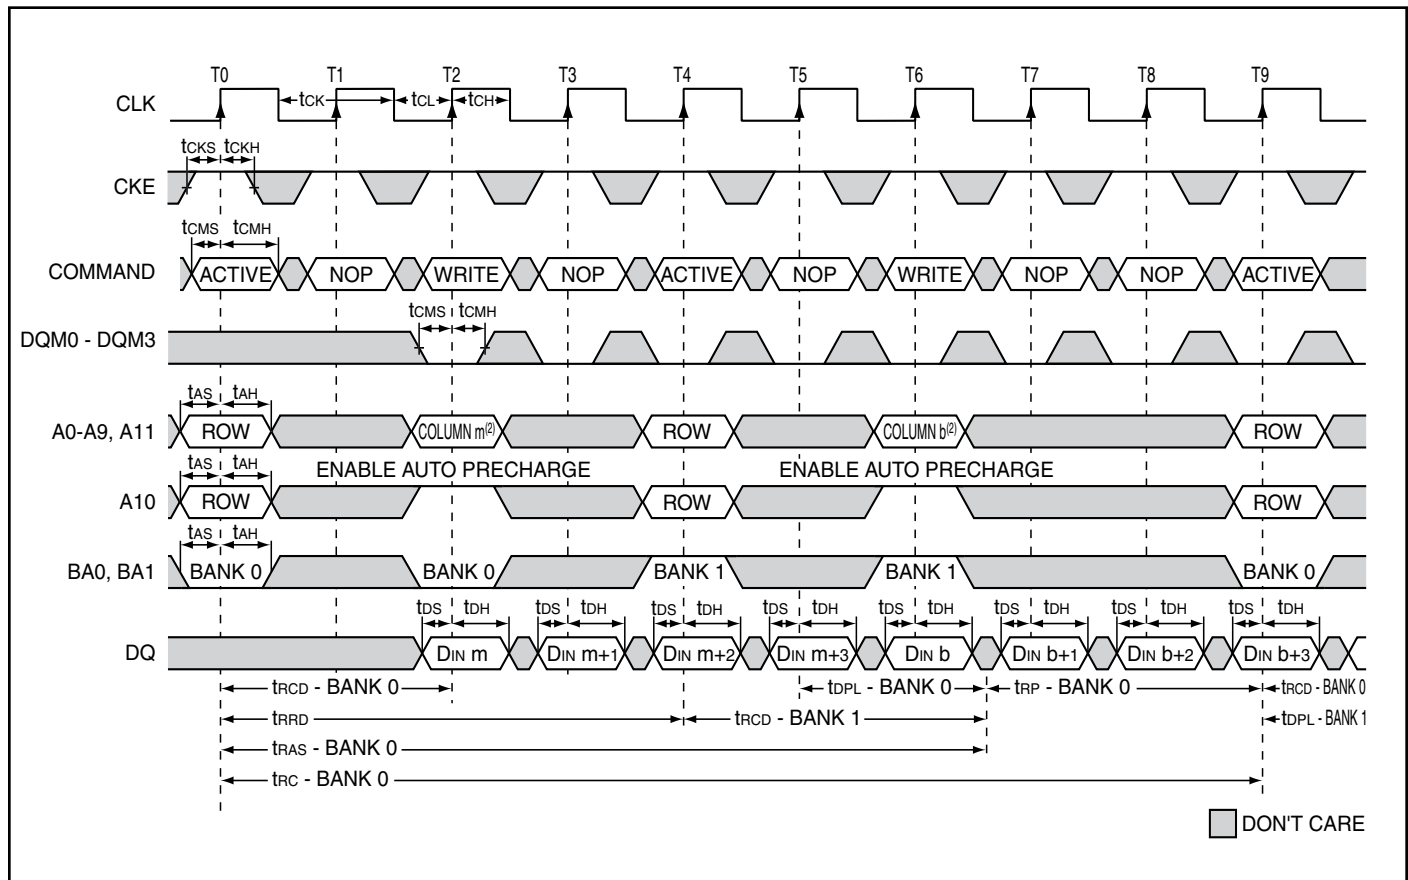 T0 T1 T2 T3 T4 T5 T6 T7 T8 T9
CLK tCK tCL tCH
tCKS tCKH
CKE
tCMS tCMH
COMMAND ACTIVE NOP WRITE NOP ACTIVE NOP WRITE NOP NOP ACTIVE
tCMS tCMH
DQM0 - DQM3
tAS tAH
A0-A9, A11 ROW COLUMN m(2) ROW COLUMN b(2) ROW
tAS tAH ENABLE AUTO PRECHARGE ENABLE AUTO PRECHARGE
A10 ROW ROW ROW
tAS tAH
BA0, BA1 BANK 0 BANK 0 BANK 1 BANK 1 BANK 0
tDS tDH tDS tDH tDS tDH tDS tDH tDS tDH tDS tDH tDS tDH tDS tDH
DQ DIN m DIN m+1 DIN m+2 DIN m+3 DIN b DIN b+1 DIN b+2 DIN b+3
tRCD - BANK 0 tDPL - BANK 0 tRP - BANK 0 tRCD - BANK 0
tRRD tRCD - BANK 1 tDPL - BANK 1
tRAS - BANK 0
tRC - BANK 0
DON'T CARE